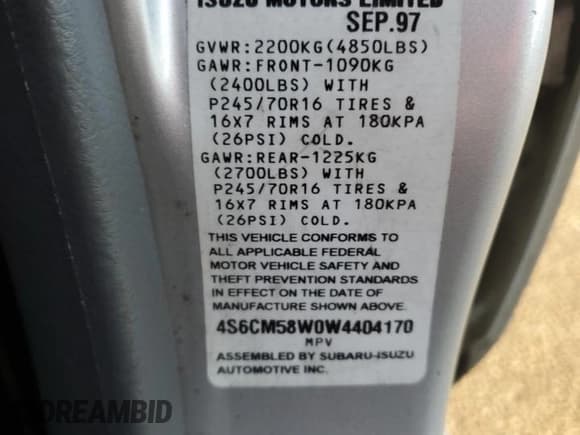 ISUZU MOTORS LIMITED
SEP.97
GVWR:2200KG(4850LBS)
GAWR:FRONT-1090KG
(2400LBS) WITH
P245/70R16 TIRES &
16X7 RIMS AT 180KPA
(26PSI) COLD.
GAWR:REAR-1225KG
(2700LBS) WITH
P245/70R16 TIRES &
16X7 RIMS AT 180KPA
(26PSI) COLD.
THIS VEHICLE CONFORMS TO
ALL APPLICABLE FEDERAL
MOTOR VEHICLE SAFETY AND
THEFT PREVENTION STANDARDS
IN EFFECT ON THE DATE OF
MANUFACTURE SHOWN ABOVE.
4S6CM58W0W4404170
MPV
ASSEMBLED BY SUBARU-ISUZU
AUTOMOTIVE INC.
DREAMBID